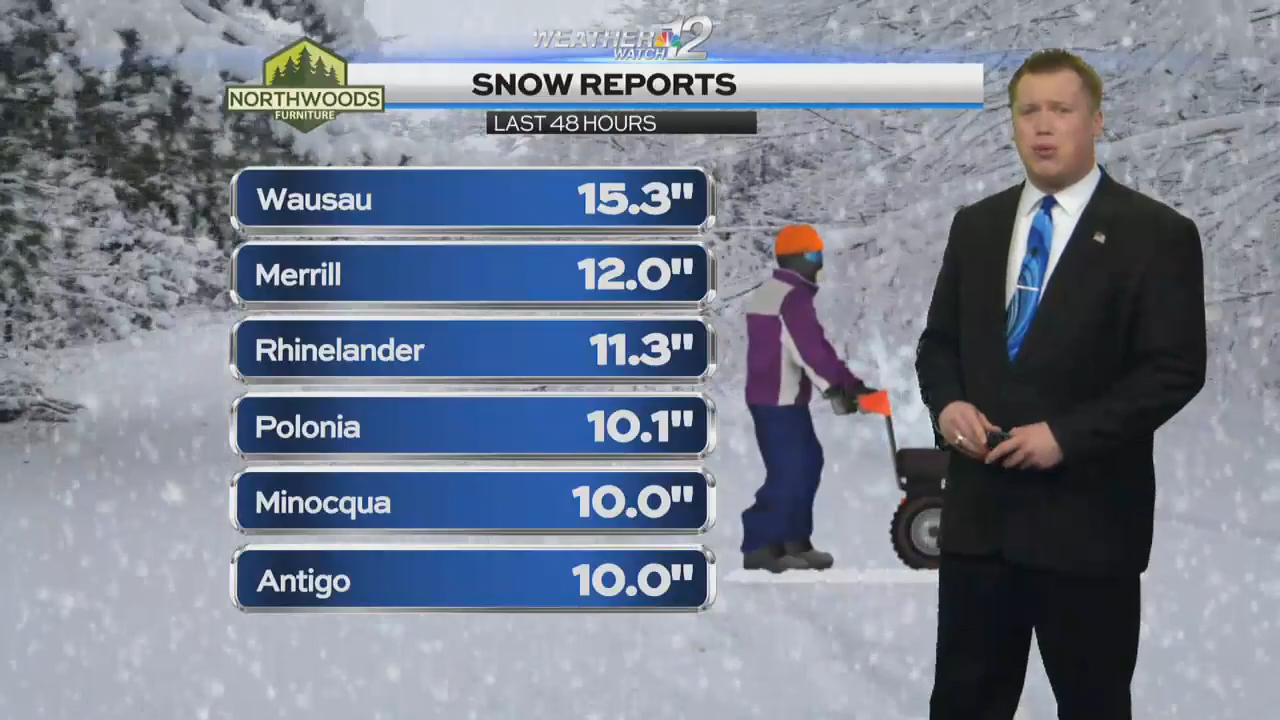 WEATHER
WATCH 12
NORTHWOODS
FURNITURE
SNOW REPORTS
LAST 48 HOURS
Wausau 15.3"
Merrill 12.0"
Rhinelander 11.3"
Polonia 10.1"
Minocqua 10.0"
Antigo 10.0"